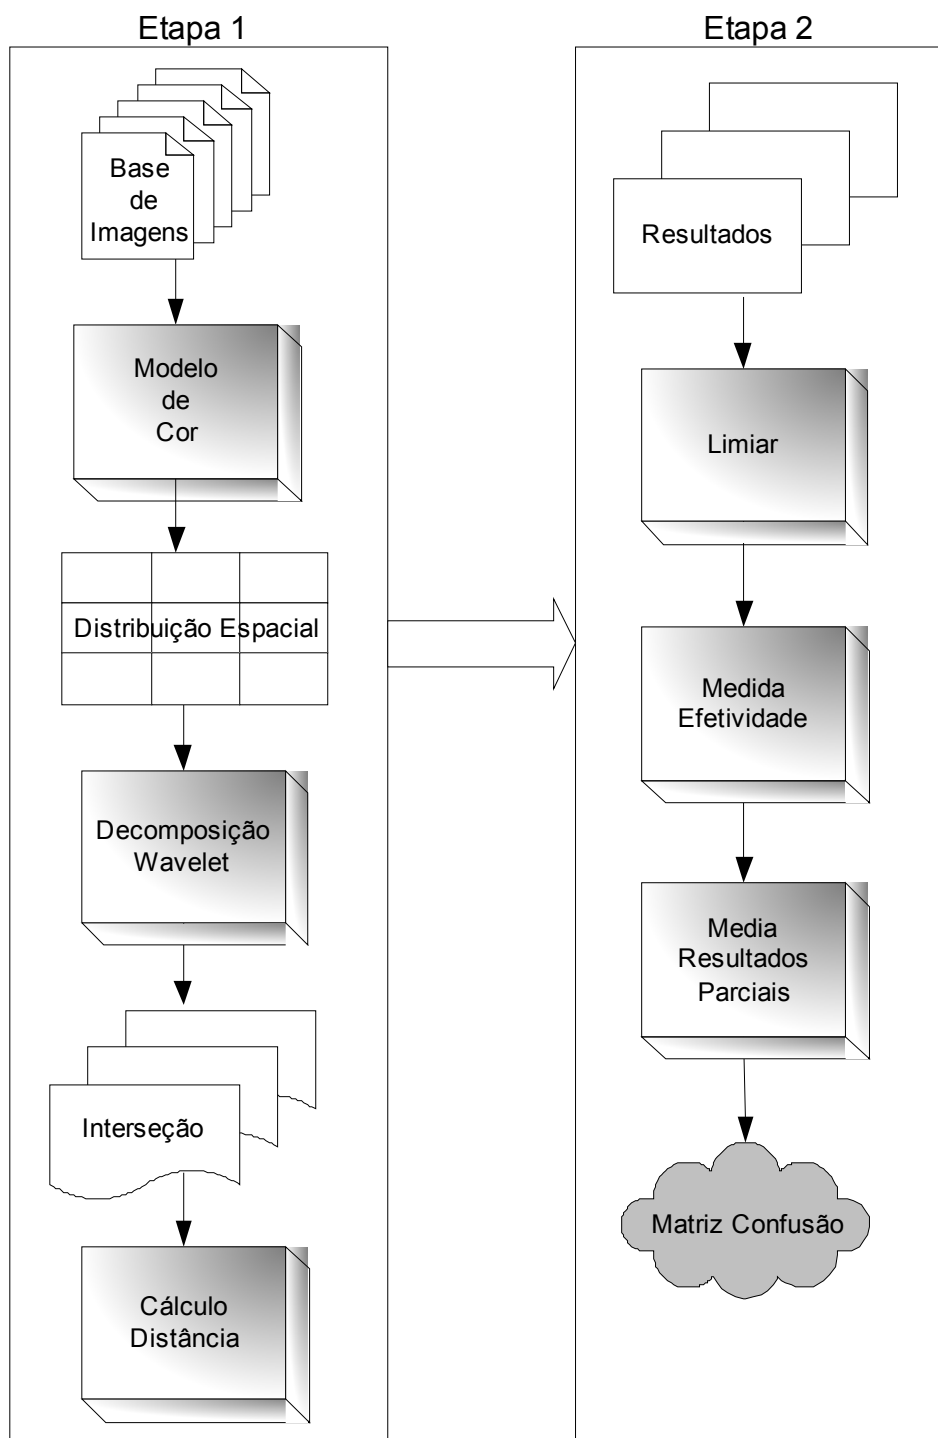 Etapa 1
Base
de
Imagens
Modelo
de
Cor
Distribuição Espacial
Decomposição
Wavelet
Interseção
Cálculo
Distância
Etapa 2
Resultados
Limiar
Medida
Efetividade
Media
Resultados
Parciais
Matriz Confusão